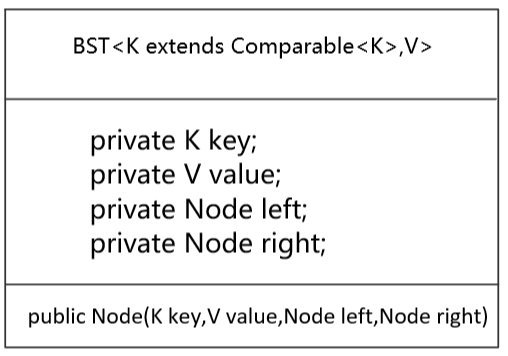 BST<K extends Comparable<K>,V>
private K key;
private V value;
private Node left;
private Node right;
public Node(K key,V value,Node left,Node right)